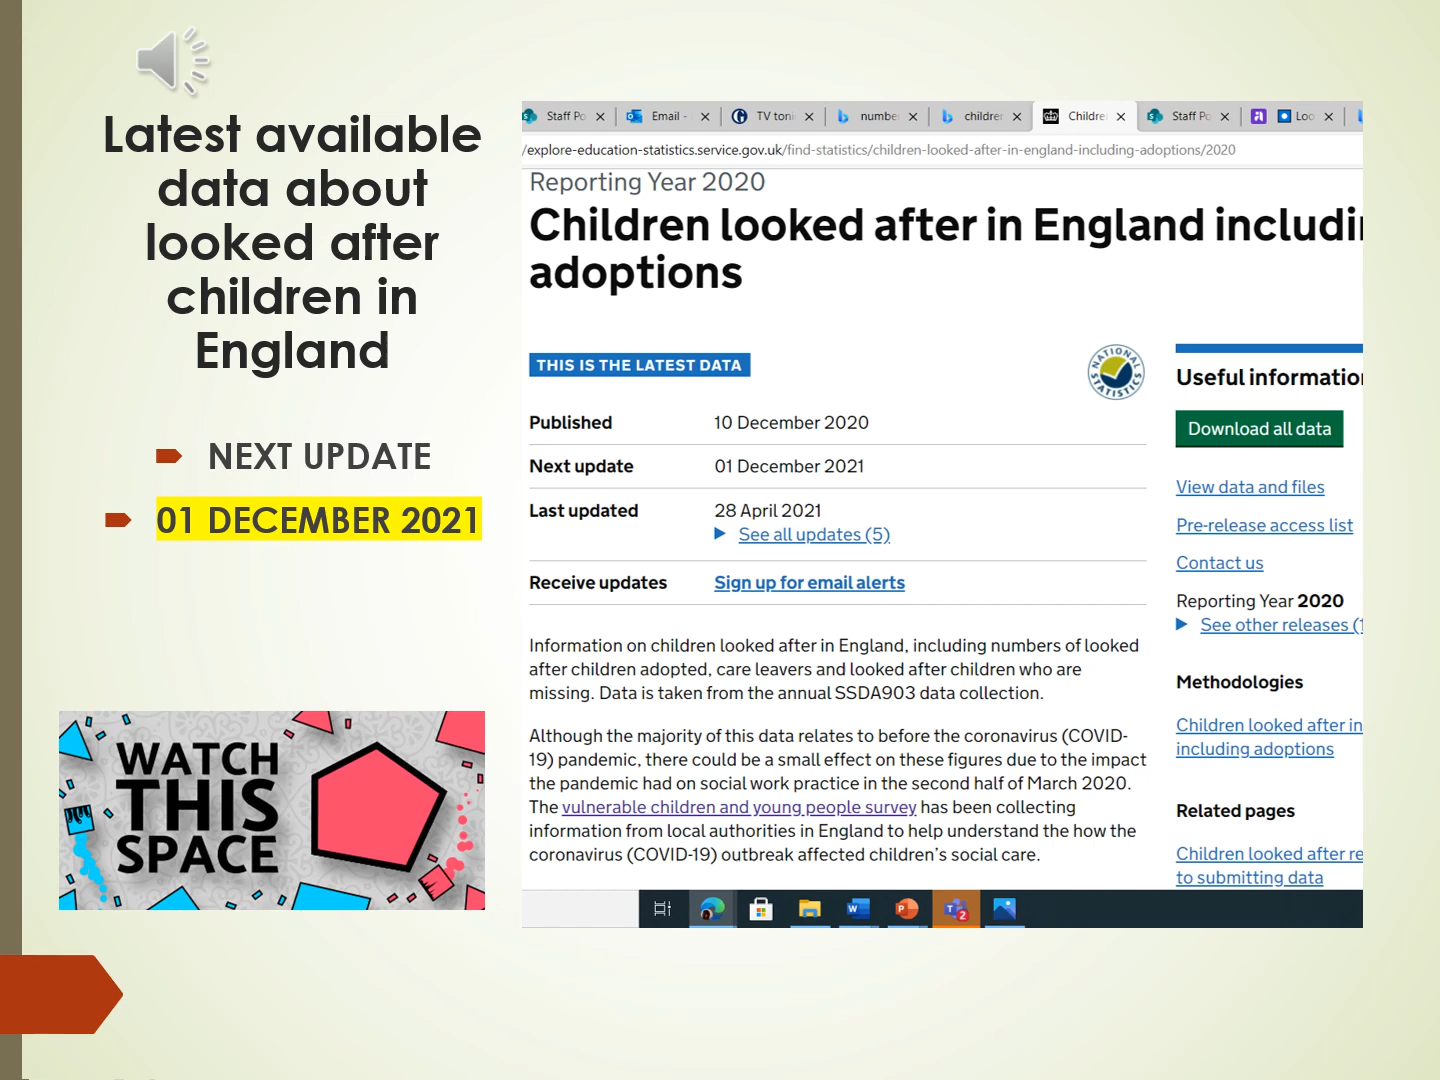 Latest available
data about
looked after
children in
England
NEXT UPDATE
01 DECEMBER 2021
WATCH
THIS
SPACE
Staff Po
Email -
TV toni
number
children
Childre
Staff Po
Loo
/explore-education-statistics.service.gov.uk/find-statistics/children-looked-after-in-england-including-adoptions/2020
Reporting Year 2020
Children looked after in England includi
adoptions
THIS IS THE LATEST DATA
NATIONAL STATISTICS
Published 10 December 2020
Next update 01 December 2021
Last updated 28 April 2021
See all updates (5)
Receive updates Sign up for email alerts
Information on children looked after in England, including numbers of looked
after children adopted, care leavers and looked after children who are
missing. Data is taken from the annual SSDA903 data collection.
Although the majority of this data relates to before the coronavirus (COVID-
19) pandemic, there could be a small effect on these figures due to the impact
the pandemic had on social work practice in the second half of March 2020.
The vulnerable children and young people survey has been collecting
information from local authorities in England to help understand the how the
coronavirus (COVID-19) outbreak affected children's social care.
Useful information
Download all data
View data and files
Pre-release access list
Contact us
Reporting Year 2020
See other releases (1
Methodologies
Children looked after in
including adoptions
Related pages
Children looked after re
to submitting data